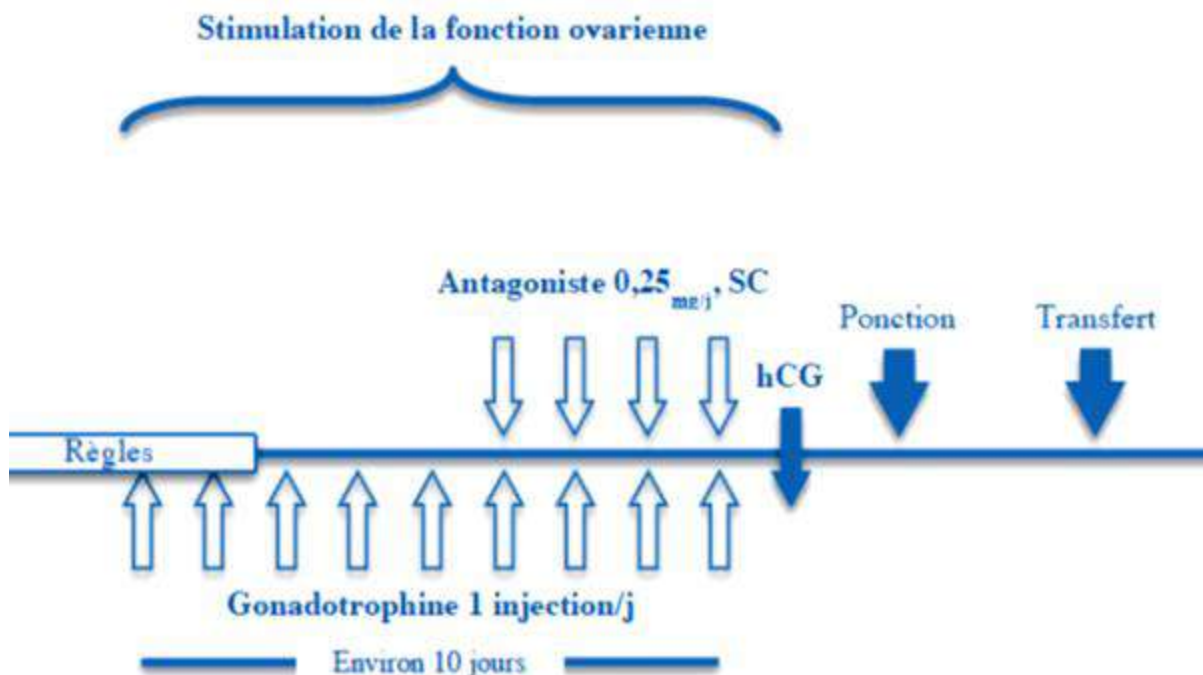 Stimulation de la fonction ovarienne
Antagoniste 0,25 mg/j, SC
Ponction
Transfert
hCG
Règles
Gonadotrophine 1 injection/j
Environ 10 jours